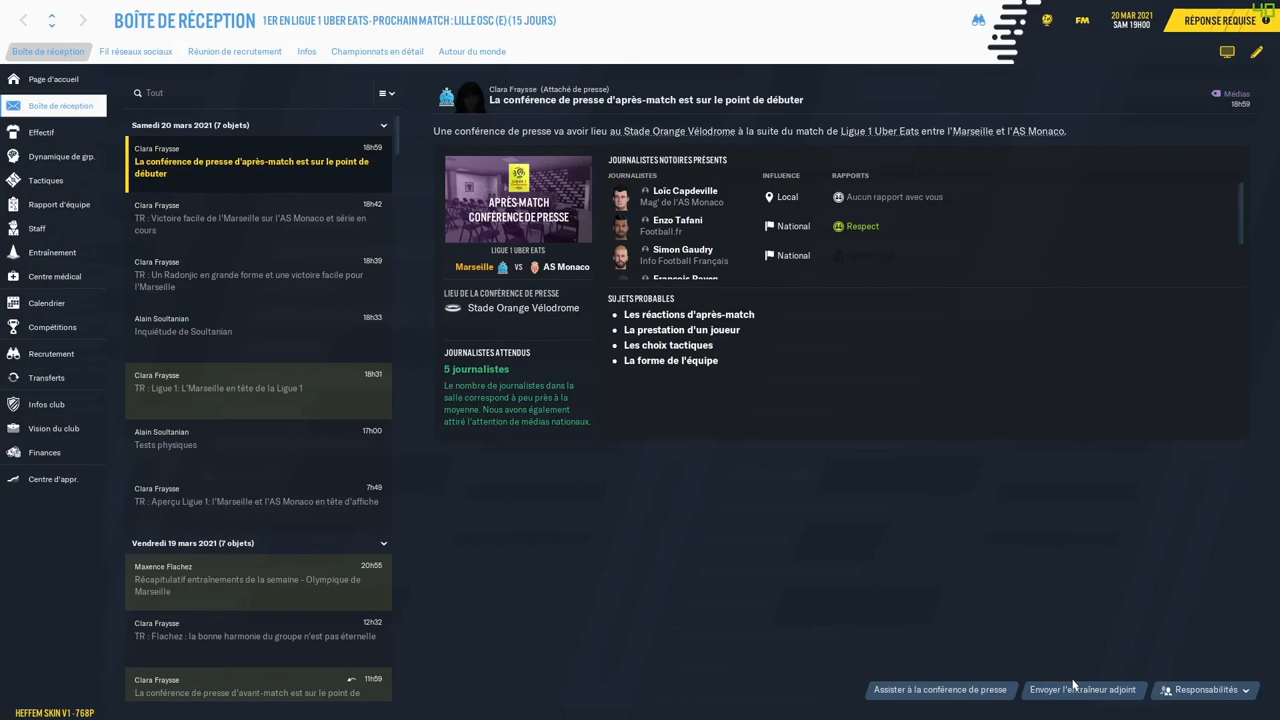 BOÎTE DE RÉCEPTION 1ER EN LIGUE 1 UBER EATS - PROCHAIN MATCH : LILLE OSC (E) (15 JOURS)
FM
20 MAR 2021
SAM 19H00
RÉPONSE REQUISE
40
Boîte de réception Fil réseaux sociaux Réunion de recrutement Infos Championnats en détail Autour du monde
Page d'accueil
Boîte de réception
Effectif
Dynamique de grp.
Tactiques
Rapport d'équipe
Staff
Entraînement
Centre médical
Calendrier
Compétitions
Recrutement
Transferts
Infos club
Vision du club
Finances
Centre d'appr.
HEFFEM SKIN V1 - 768P
Tout
Samedi 20 mars 2021 (7 objets)
Clara Fraysse 18h59
La conférence de presse d'après-match est sur le point de
débuter
Clara Fraysse 18h42
TR : Victoire facile de l'Marseille sur l'AS Monaco et série en
cours
Clara Fraysse 18h39
TR : Un Radonjic en grande forme et une victoire facile pour
l'Marseille
Alain Soultanian 18h33
Inquiétude de Soultanian
Clara Fraysse 18h31
TR : Ligue 1: L'Marseille en tête de la Ligue 1
Alain Soultanian 17h00
Tests physiques
Clara Fraysse 7h49
TR : Aperçu Ligue 1: l'Marseille et l'AS Monaco en tête d'affiche
Vendredi 19 mars 2021 (7 objets)
Maxence Flachez 20h55
Récapitulatif entraînements de la semaine - Olympique de
Marseille
Clara Fraysse 12h32
TR : Flachez : la bonne harmonie du groupe n'est pas éternelle
Clara Fraysse 11h59
La conférence de presse d'avant-match est sur le point de
Clara Fraysse (Attaché de presse)
La conférence de presse d'après-match est sur le point de débuter
Médias
18h59
Une conférence de presse va avoir lieu au Stade Orange Vélodrome à la suite du match de Ligue 1 Uber Eats entre l'Marseille et l'AS Monaco.
APRÈS-MATCH
CONFÉRENCE DE PRESSE
LIGUE 1 UBER EATS
Marseille VS AS Monaco
LIEU DE LA CONFÉRENCE DE PRESSE
Stade Orange Vélodrome
JOURNALISTES ATTENDUS
5 journalistes
Le nombre de journalistes dans la
salle correspond à peu près à la
moyenne. Nous avons également
attiré l'attention de médias nationaux.
JOURNALISTES NOTOIRES PRÉSENTS
JOURNALISTES INFLUENCE RAPPORTS
Loïc Capdeville
Mag' de l'AS Monaco
Local Aucun rapport avec vous
Enzo Tafani
Football.fr
National Respect
Simon Gaudry
Info Football Français
National
SUJETS PROBABLES
• Les réactions d'après-match
• La prestation d'un joueur
• Les choix tactiques
• La forme de l'équipe
Assister à la conférence de presse Envoyer l'entraîneur adjoint Responsabilités